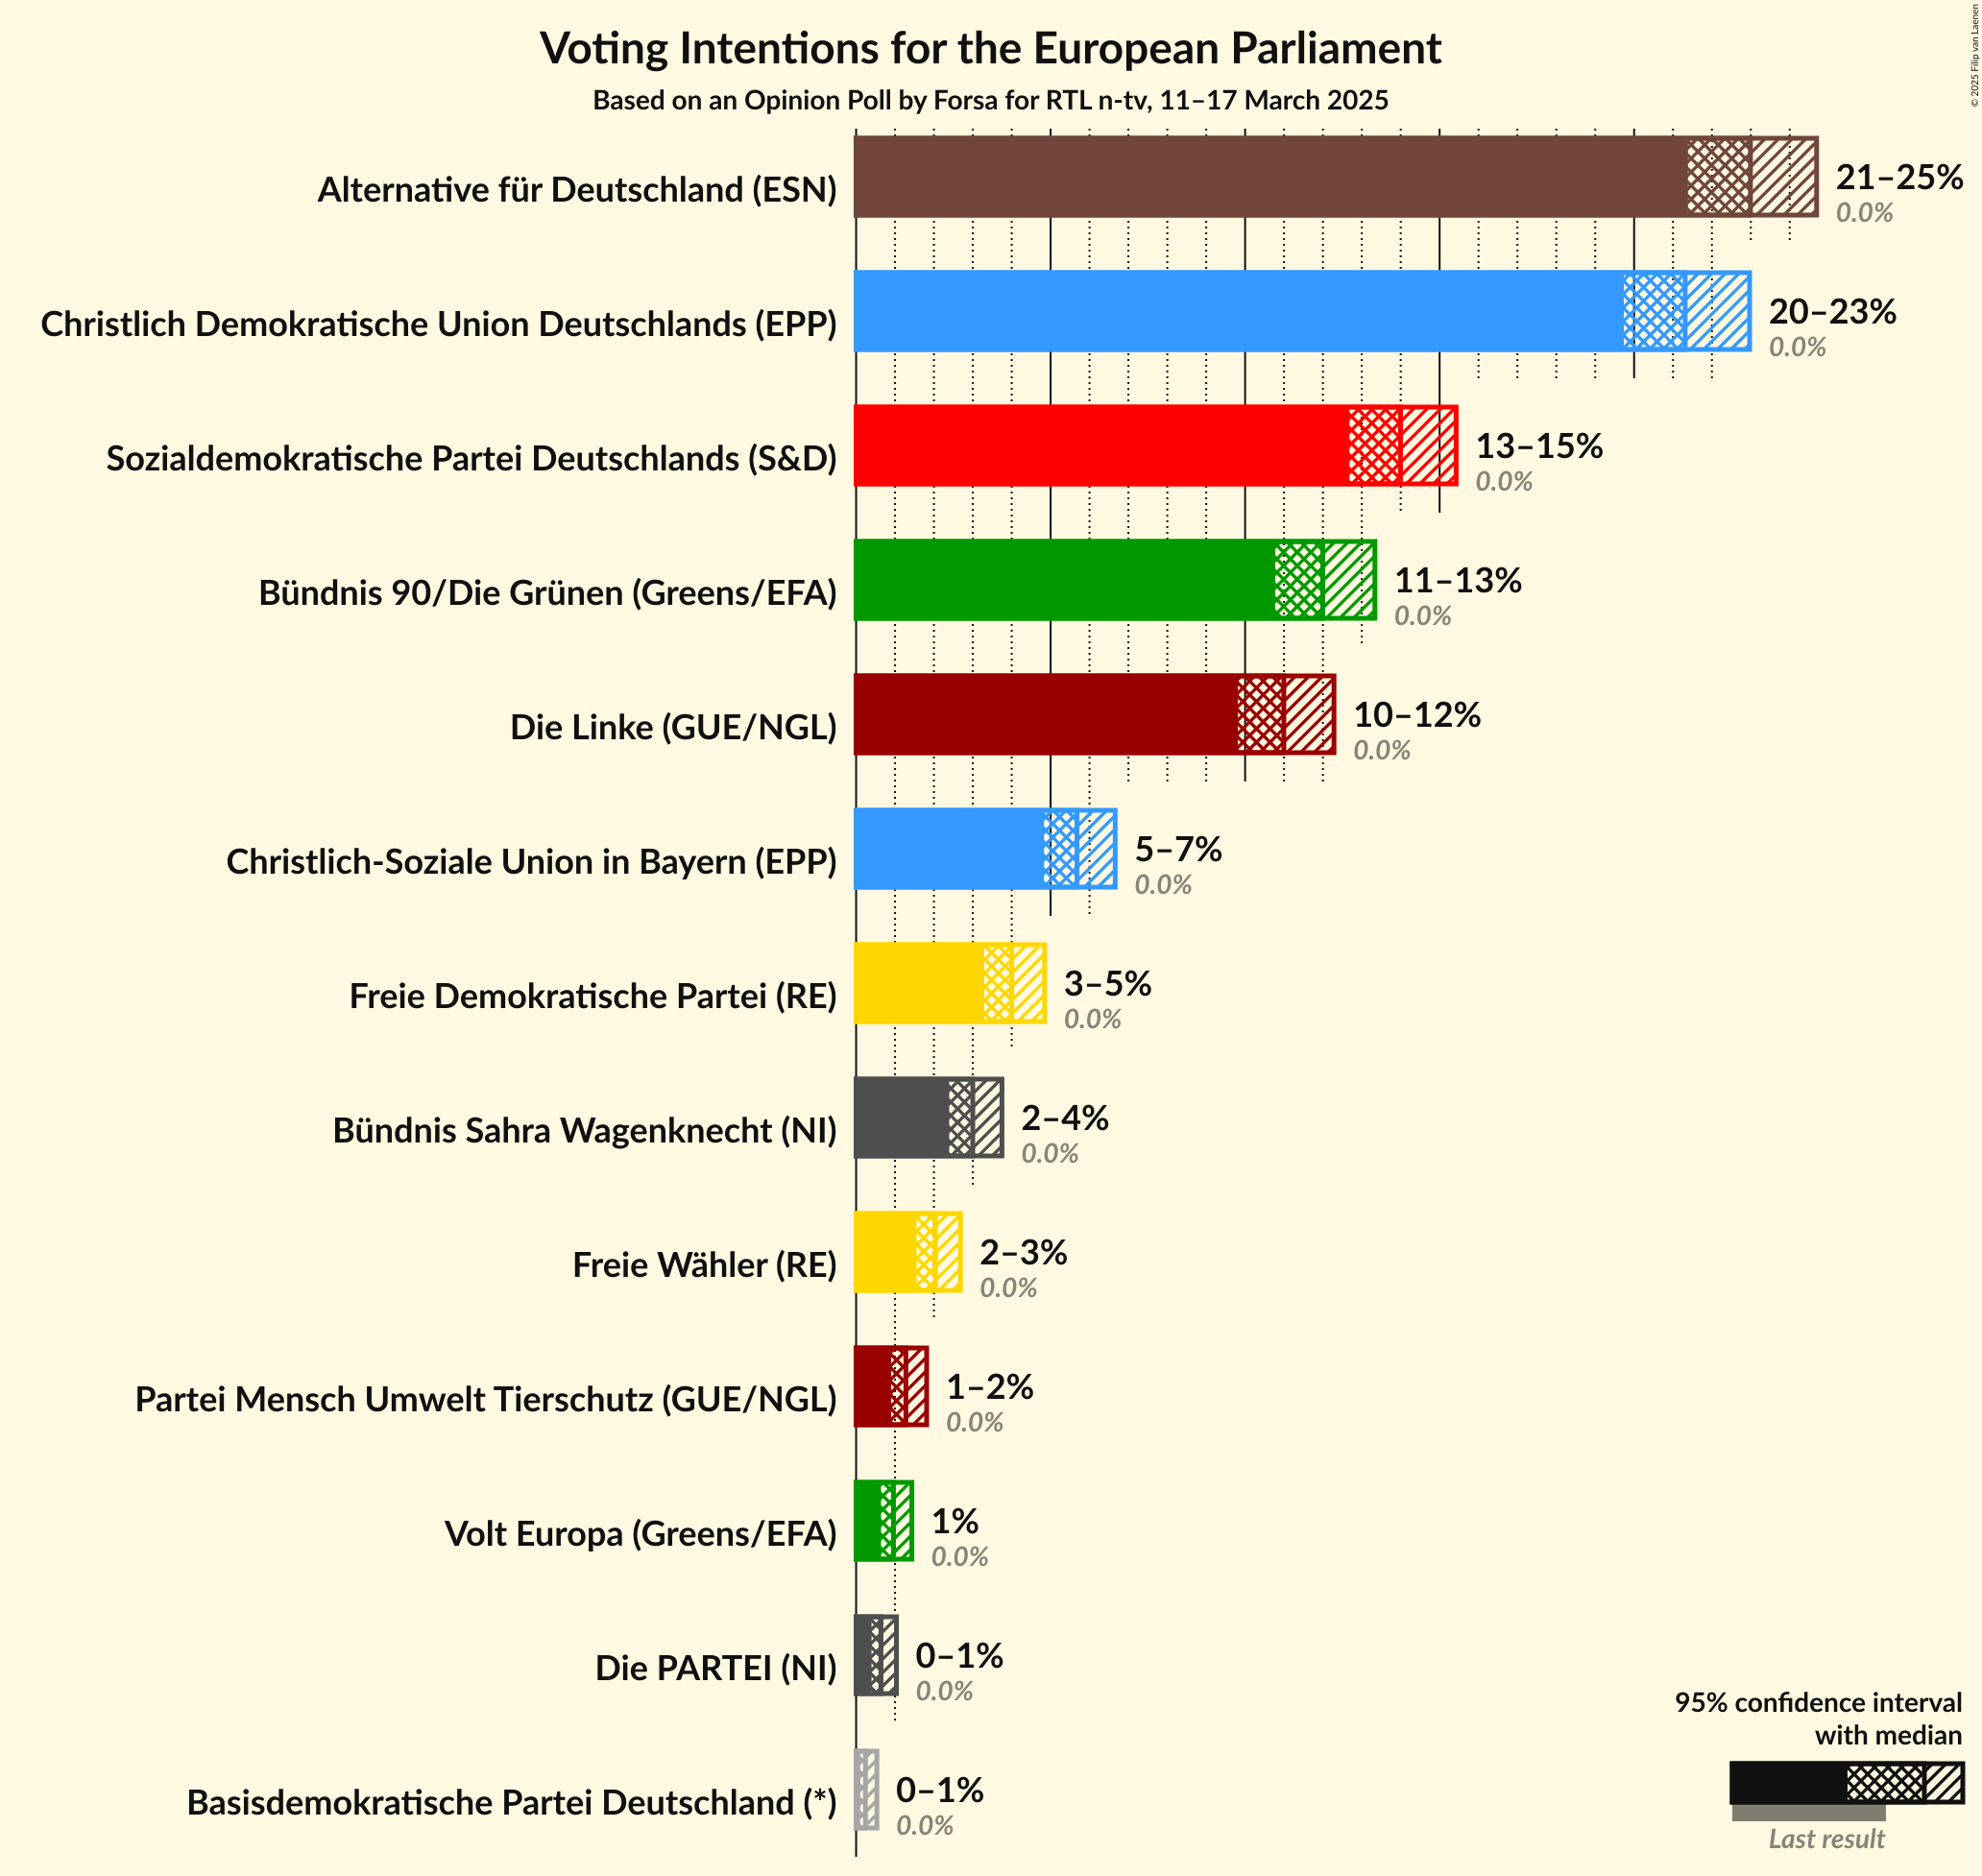 Voting Intentions for the European Parliament
Based on an Opinion Poll by Forsa for RTL n-tv, 11–17 March 2025
© 2025 Filip van Laenen
Alternative für Deutschland (ESN)
21–25%
0.0%
Christlich Demokratische Union Deutschlands (EPP)
20–23%
0.0%
Sozialdemokratische Partei Deutschlands (S&D)
13–15%
0.0%
Bündnis 90/Die Grünen (Greens/EFA)
11–13%
0.0%
Die Linke (GUE/NGL)
10–12%
0.0%
Christlich-Soziale Union in Bayern (EPP)
5–7%
0.0%
Freie Demokratische Partei (RE)
3–5%
0.0%
Bündnis Sahra Wagenknecht (NI)
2–4%
0.0%
Freie Wähler (RE)
2–3%
0.0%
Partei Mensch Umwelt Tierschutz (GUE/NGL)
1–2%
0.0%
Volt Europa (Greens/EFA)
1%
0.0%
Die PARTEI (NI)
0–1%
0.0%
Basisdemokratische Partei Deutschland (*)
0–1%
0.0%
95% confidence interval
with median
Last result